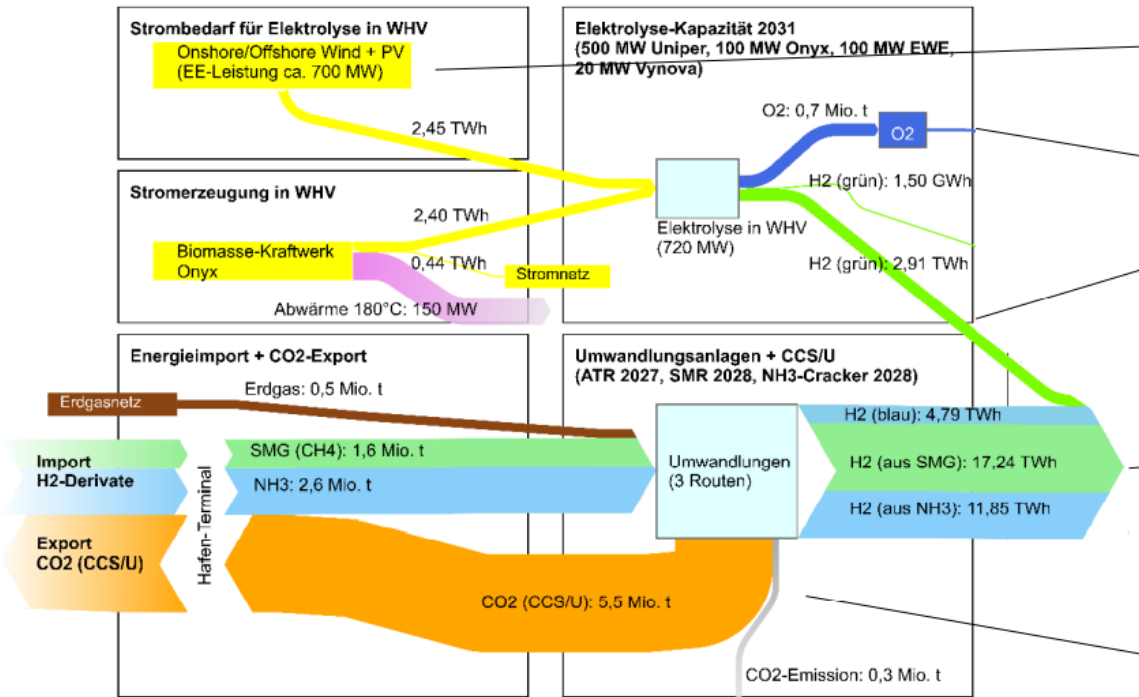 Strombedarf für Elektrolyse in WHV
Onshore/Offshore Wind + PV
(EE-Leistung ca. 700 MW)
2,45 TWh
Stromerzeugung in WHV
2,40 TWh
Biomasse-Kraftwerk
Onyx
0,44 TWh
Stromnetz
Abwärme 180°C: 150 MW
Elektrolyse-Kapazität 2031
(500 MW Uniper, 100 MW Onyx, 100 MW EWE,
20 MW Vynova)
O2: 0,7 Mio. t
O2
H2 (grün): 1,50 GWh
Elektrolyse in WHV
(720 MW)
H2 (grün): 2,91 TWh
Energieimport + CO2-Export
Erdgas: 0,5 Mio. t
Erdgasnetz
SMG (CH4): 1,6 Mio. t
Import
H2-Derivate
NH3: 2,6 Mio. t
Hafen-Terminal
Export
CO2 (CCS/U)
CO2 (CCS/U): 5,5 Mio. t
Umwandlungsanlagen + CCS/U
(ATR 2027, SMR 2028, NH3-Cracker 2028)
H2 (blau): 4,79 TWh
Umwandlungen
(3 Routen)
H2 (aus SMG): 17,24 TWh
H2 (aus NH3): 11,85 TWh
CO2-Emission: 0,3 Mio. t